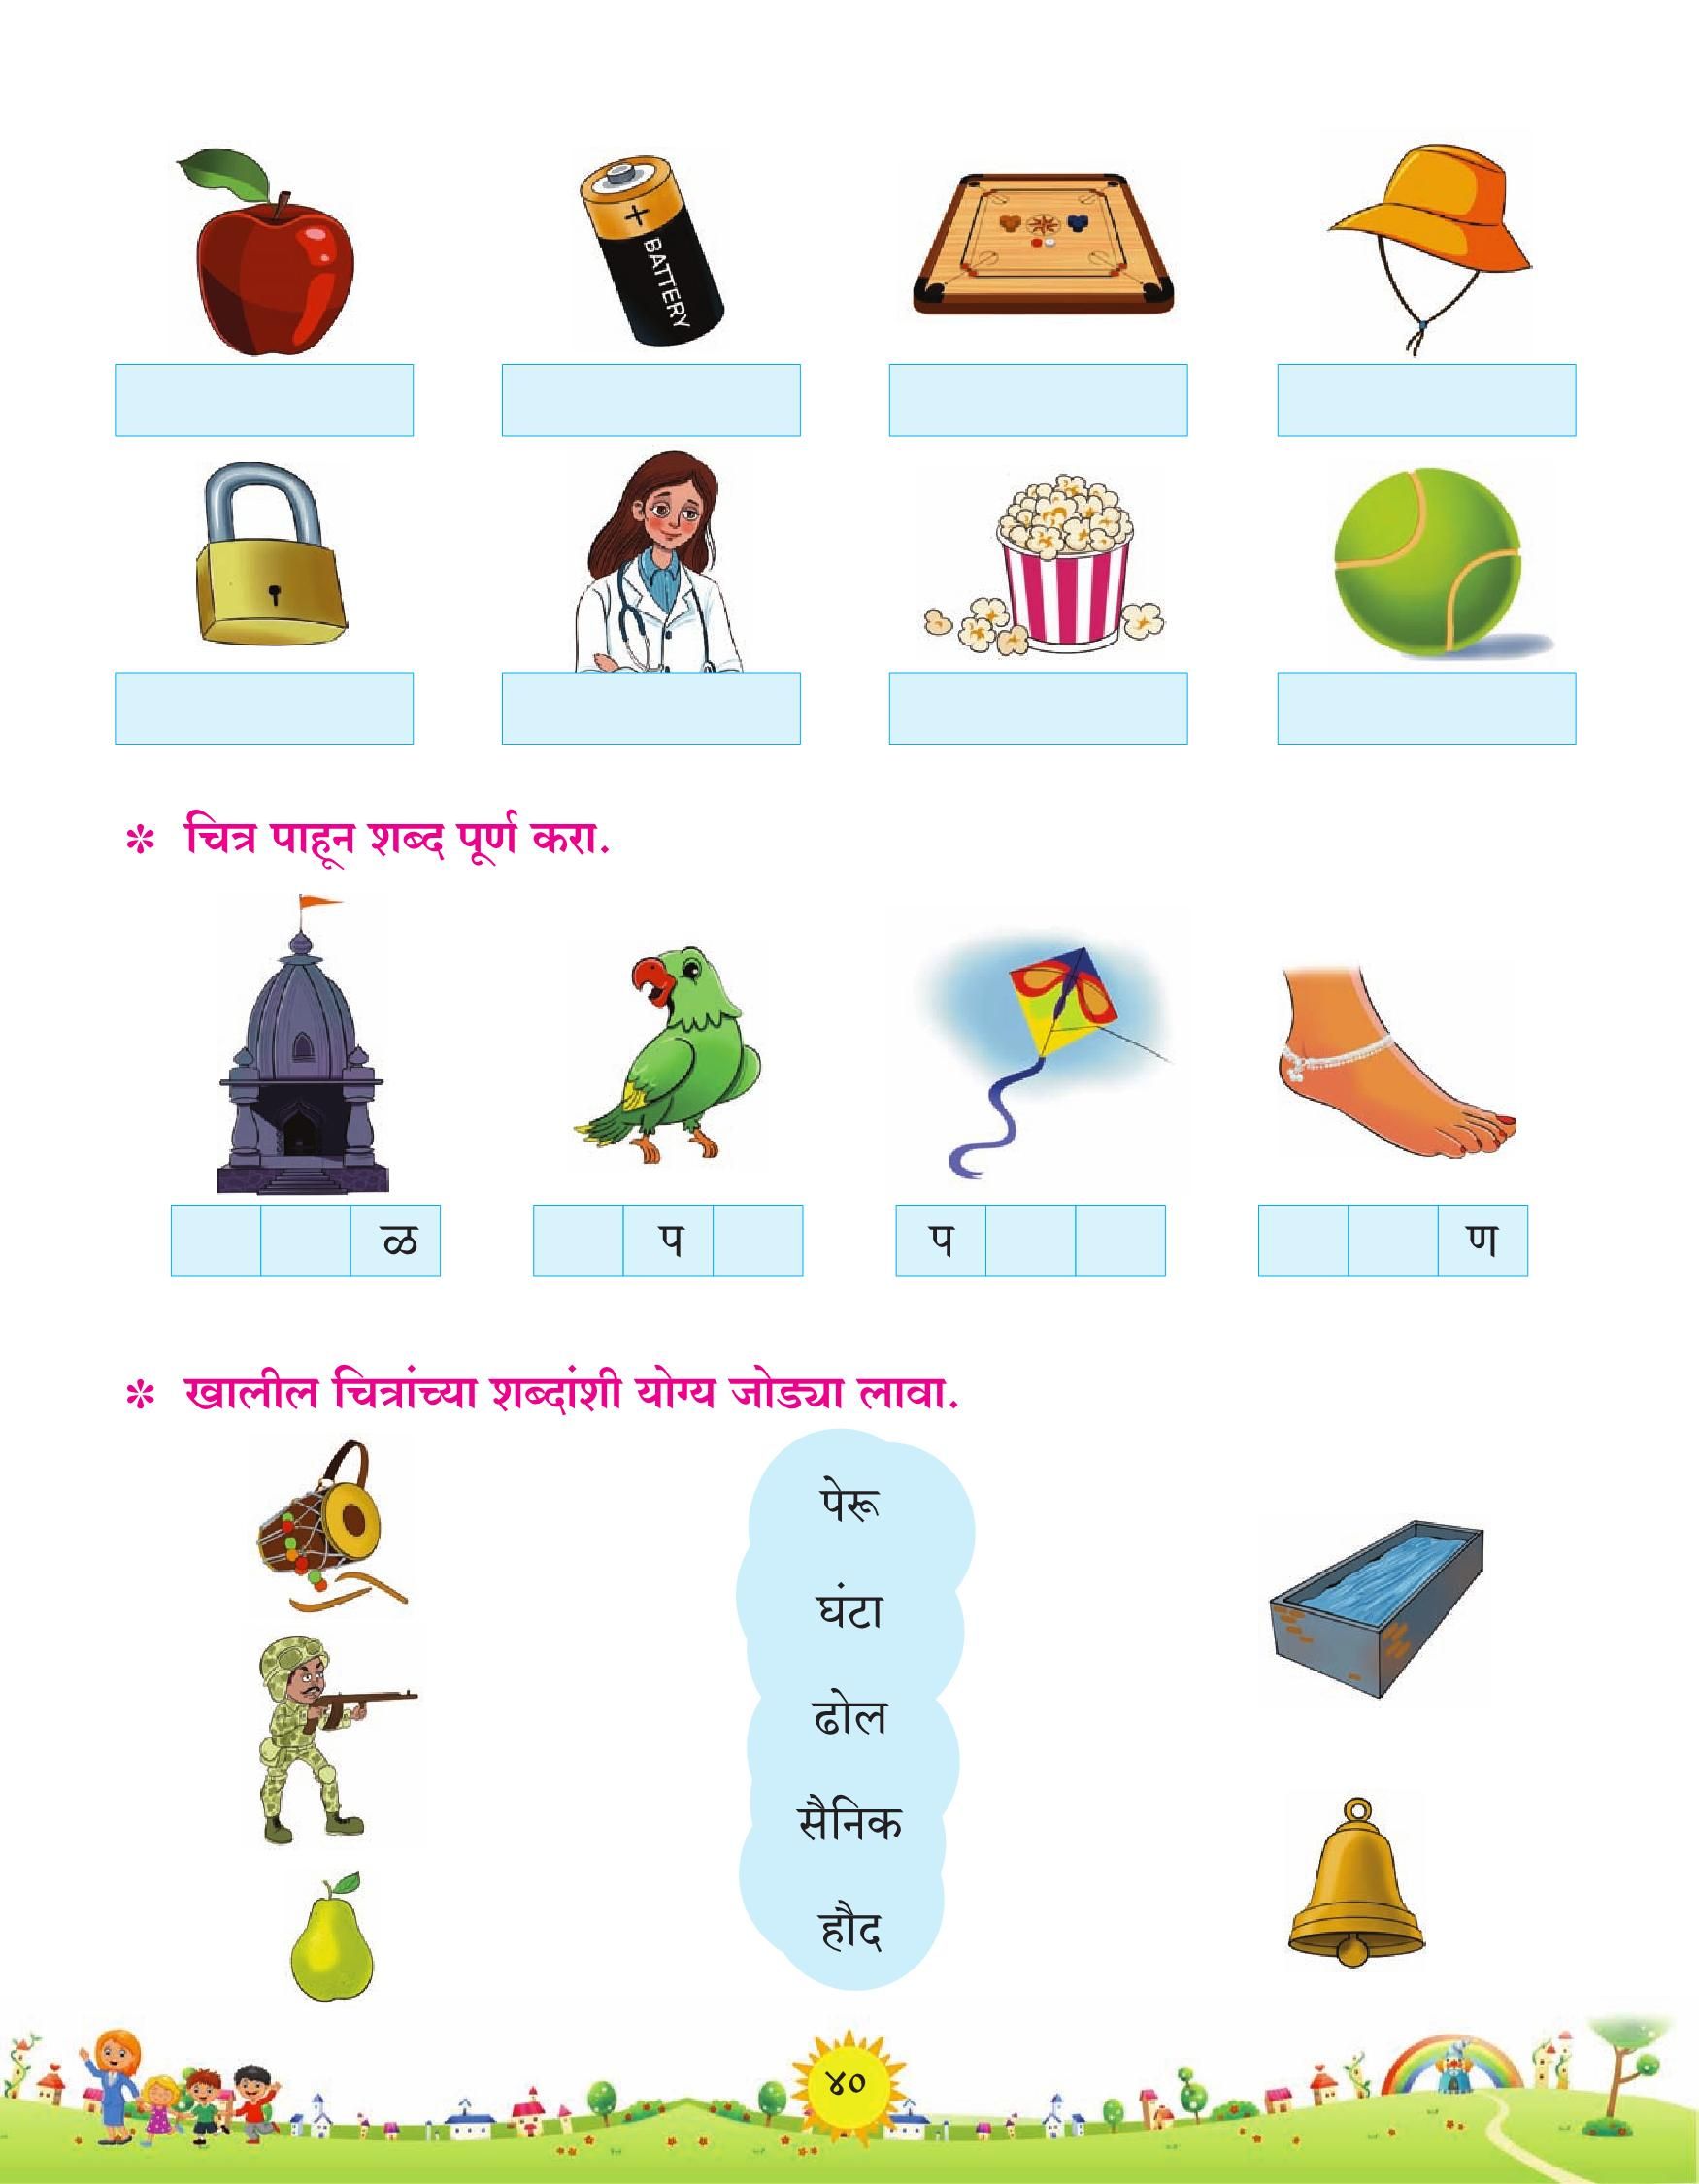 BATTERY
* चित्र पाहून शब्द पूर्ण करा.
ळ
प
प
ण
* खालील चित्रांच्या शब्दांशी योग्य जोड्या लावा.
पेरू
घंटा
ढोल
सैनिक
हौद
४०